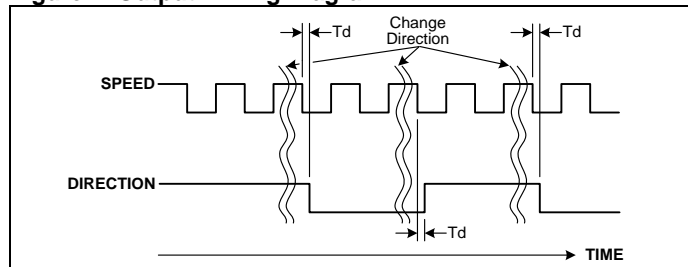 Td
Change
Direction
Td
SPEED
DIRECTION
Td
TIME